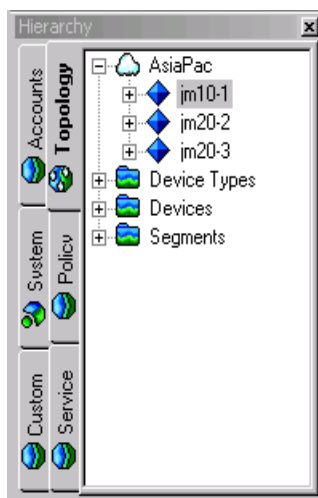 Hierarchy
Accounts
Topology
System
Policy
Custom
Service
AsiaPac
jm10-1
jm20-2
jm20-3
Device Types
Devices
Segments